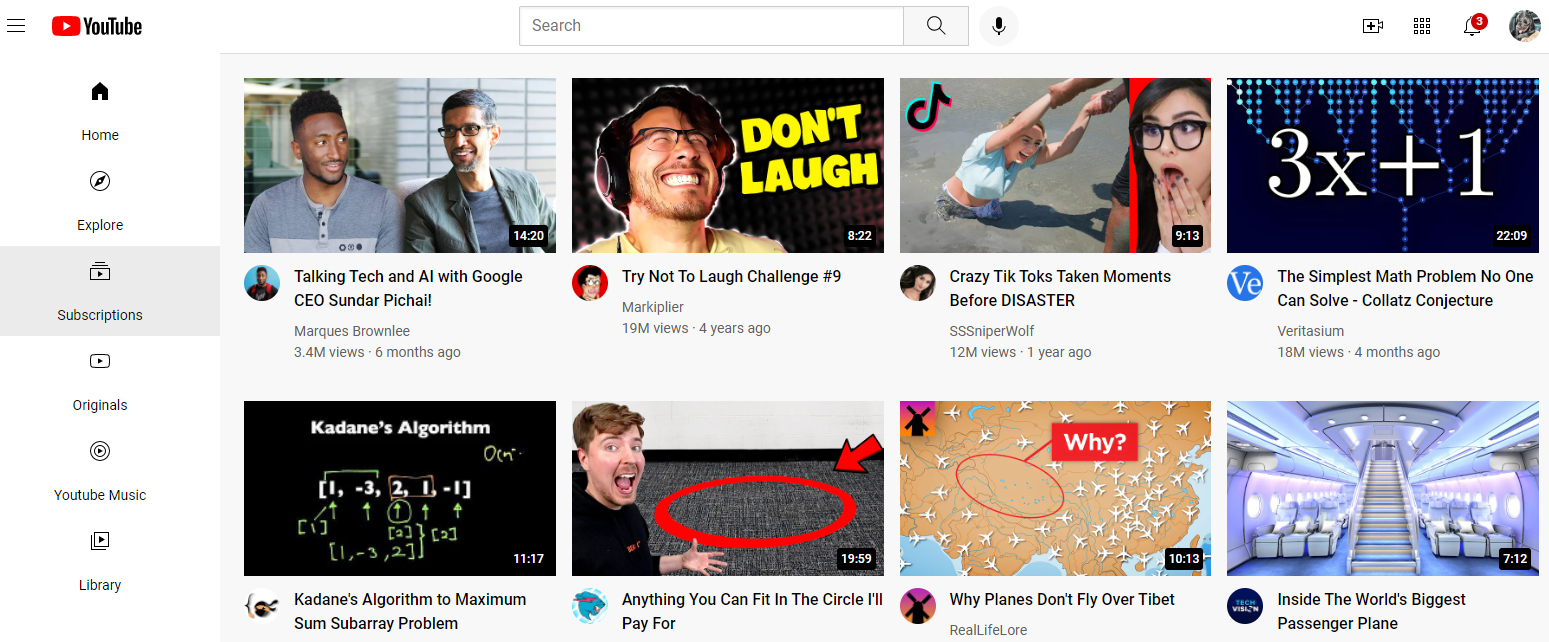 YouTube
Search
3
Home
Explore
Subscriptions
Originals
Youtube Music
Library
14:20
Talking Tech and AI with Google
CEO Sundar Pichai!
Marques Brownlee
3.4M views · 6 months ago
DON'T
LAUGH
8:22
Try Not To Laugh Challenge #9
Markiplier
19M views · 4 years ago
9:13
Crazy Tik Toks Taken Moments
Before DISASTER
SSSniperWolf
12M views · 1 year ago
3x+1
22:09
Ve
The Simplest Math Problem No One
Can Solve - Collatz Conjecture
Veritasium
18M views · 4 months ago
Kadane's Algorithm
[1, -3, 2, 1, -1]
[1]
[2]
[2]
[1, -3, 2]
11:17
Kadane's Algorithm to Maximum
Sum Subarray Problem
19:59
Anything You Can Fit In The Circle I'll
Pay For
Why?
10:13
Why Planes Don't Fly Over Tibet
RealLifeLore
7:12
TECH
VISION
Inside The World's Biggest
Passenger Plane